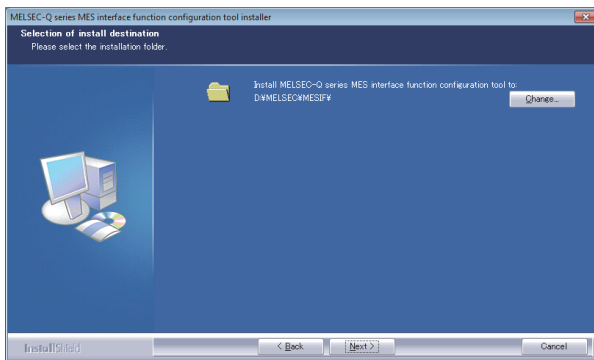 MELSEC-Q series MES interface function configuration tool installer
Selection of install destination
Please select the installation folder.
Install MELSEC-Q series MES interface function configuration tool to:
D:¥MELSEC¥MESIF¥
Change...
InstallShield
< Back
Next >
Cancel